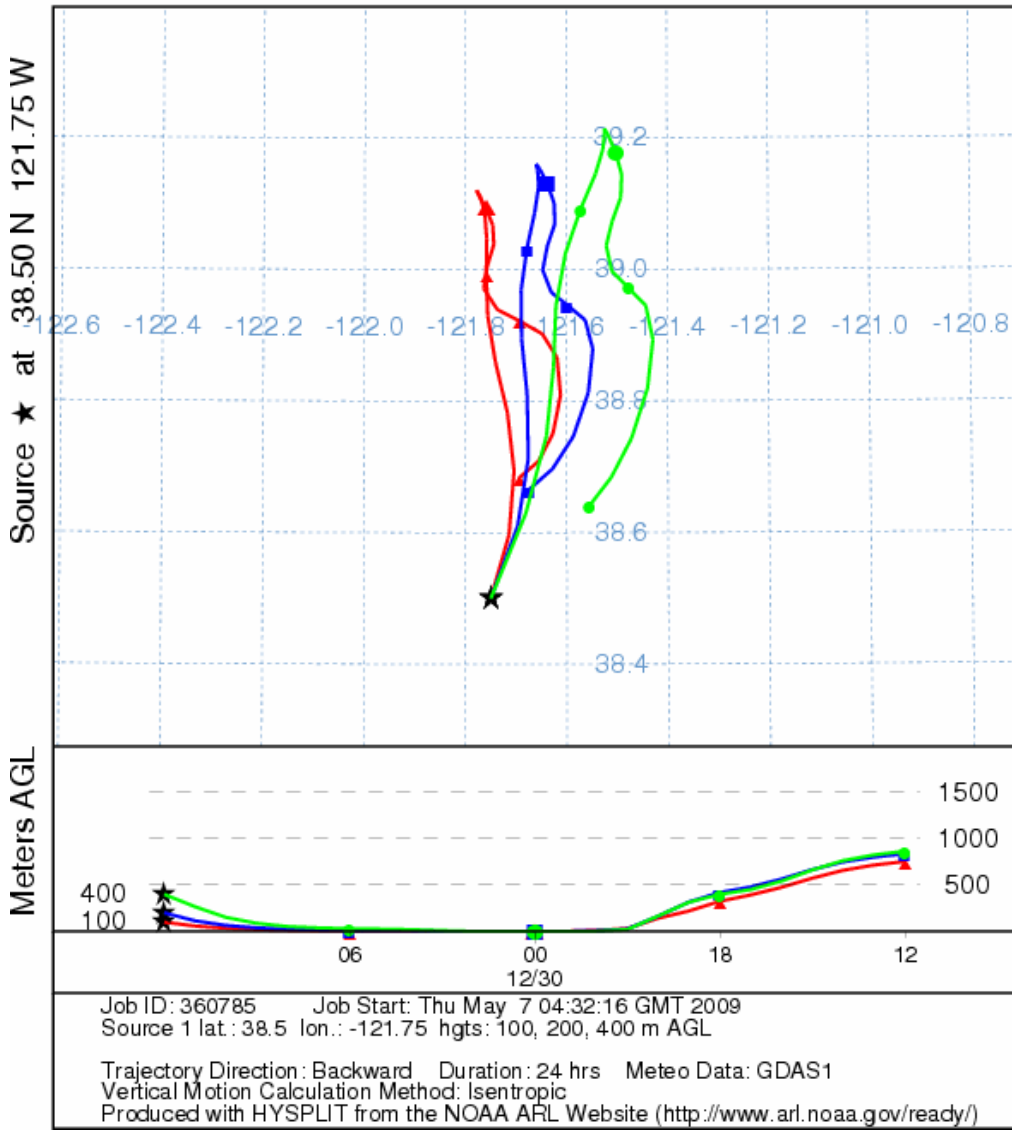 Source ★ at 38.50 N 121.75 W
39.2
39.0
-122.6 -122.4 -122.2 -122.0 -121.8 -121.6 -121.4 -121.2 -121.0 -120.8
38.8
38.6
38.4
Meters AGL
1500
1000
500
400
100
06 00 18 12
12/30
Job ID: 360785 Job Start: Thu May 7 04:32:16 GMT 2009
Source 1 lat.: 38.5 lon.: -121.75 hgts: 100, 200, 400 m AGL
Trajectory Direction: Backward Duration: 24 hrs Meteo Data: GDAS1
Vertical Motion Calculation Method: Isentropic
Produced with HYSPLIT from the NOAA ARL Website (http://www.arl.noaa.gov/ready/)